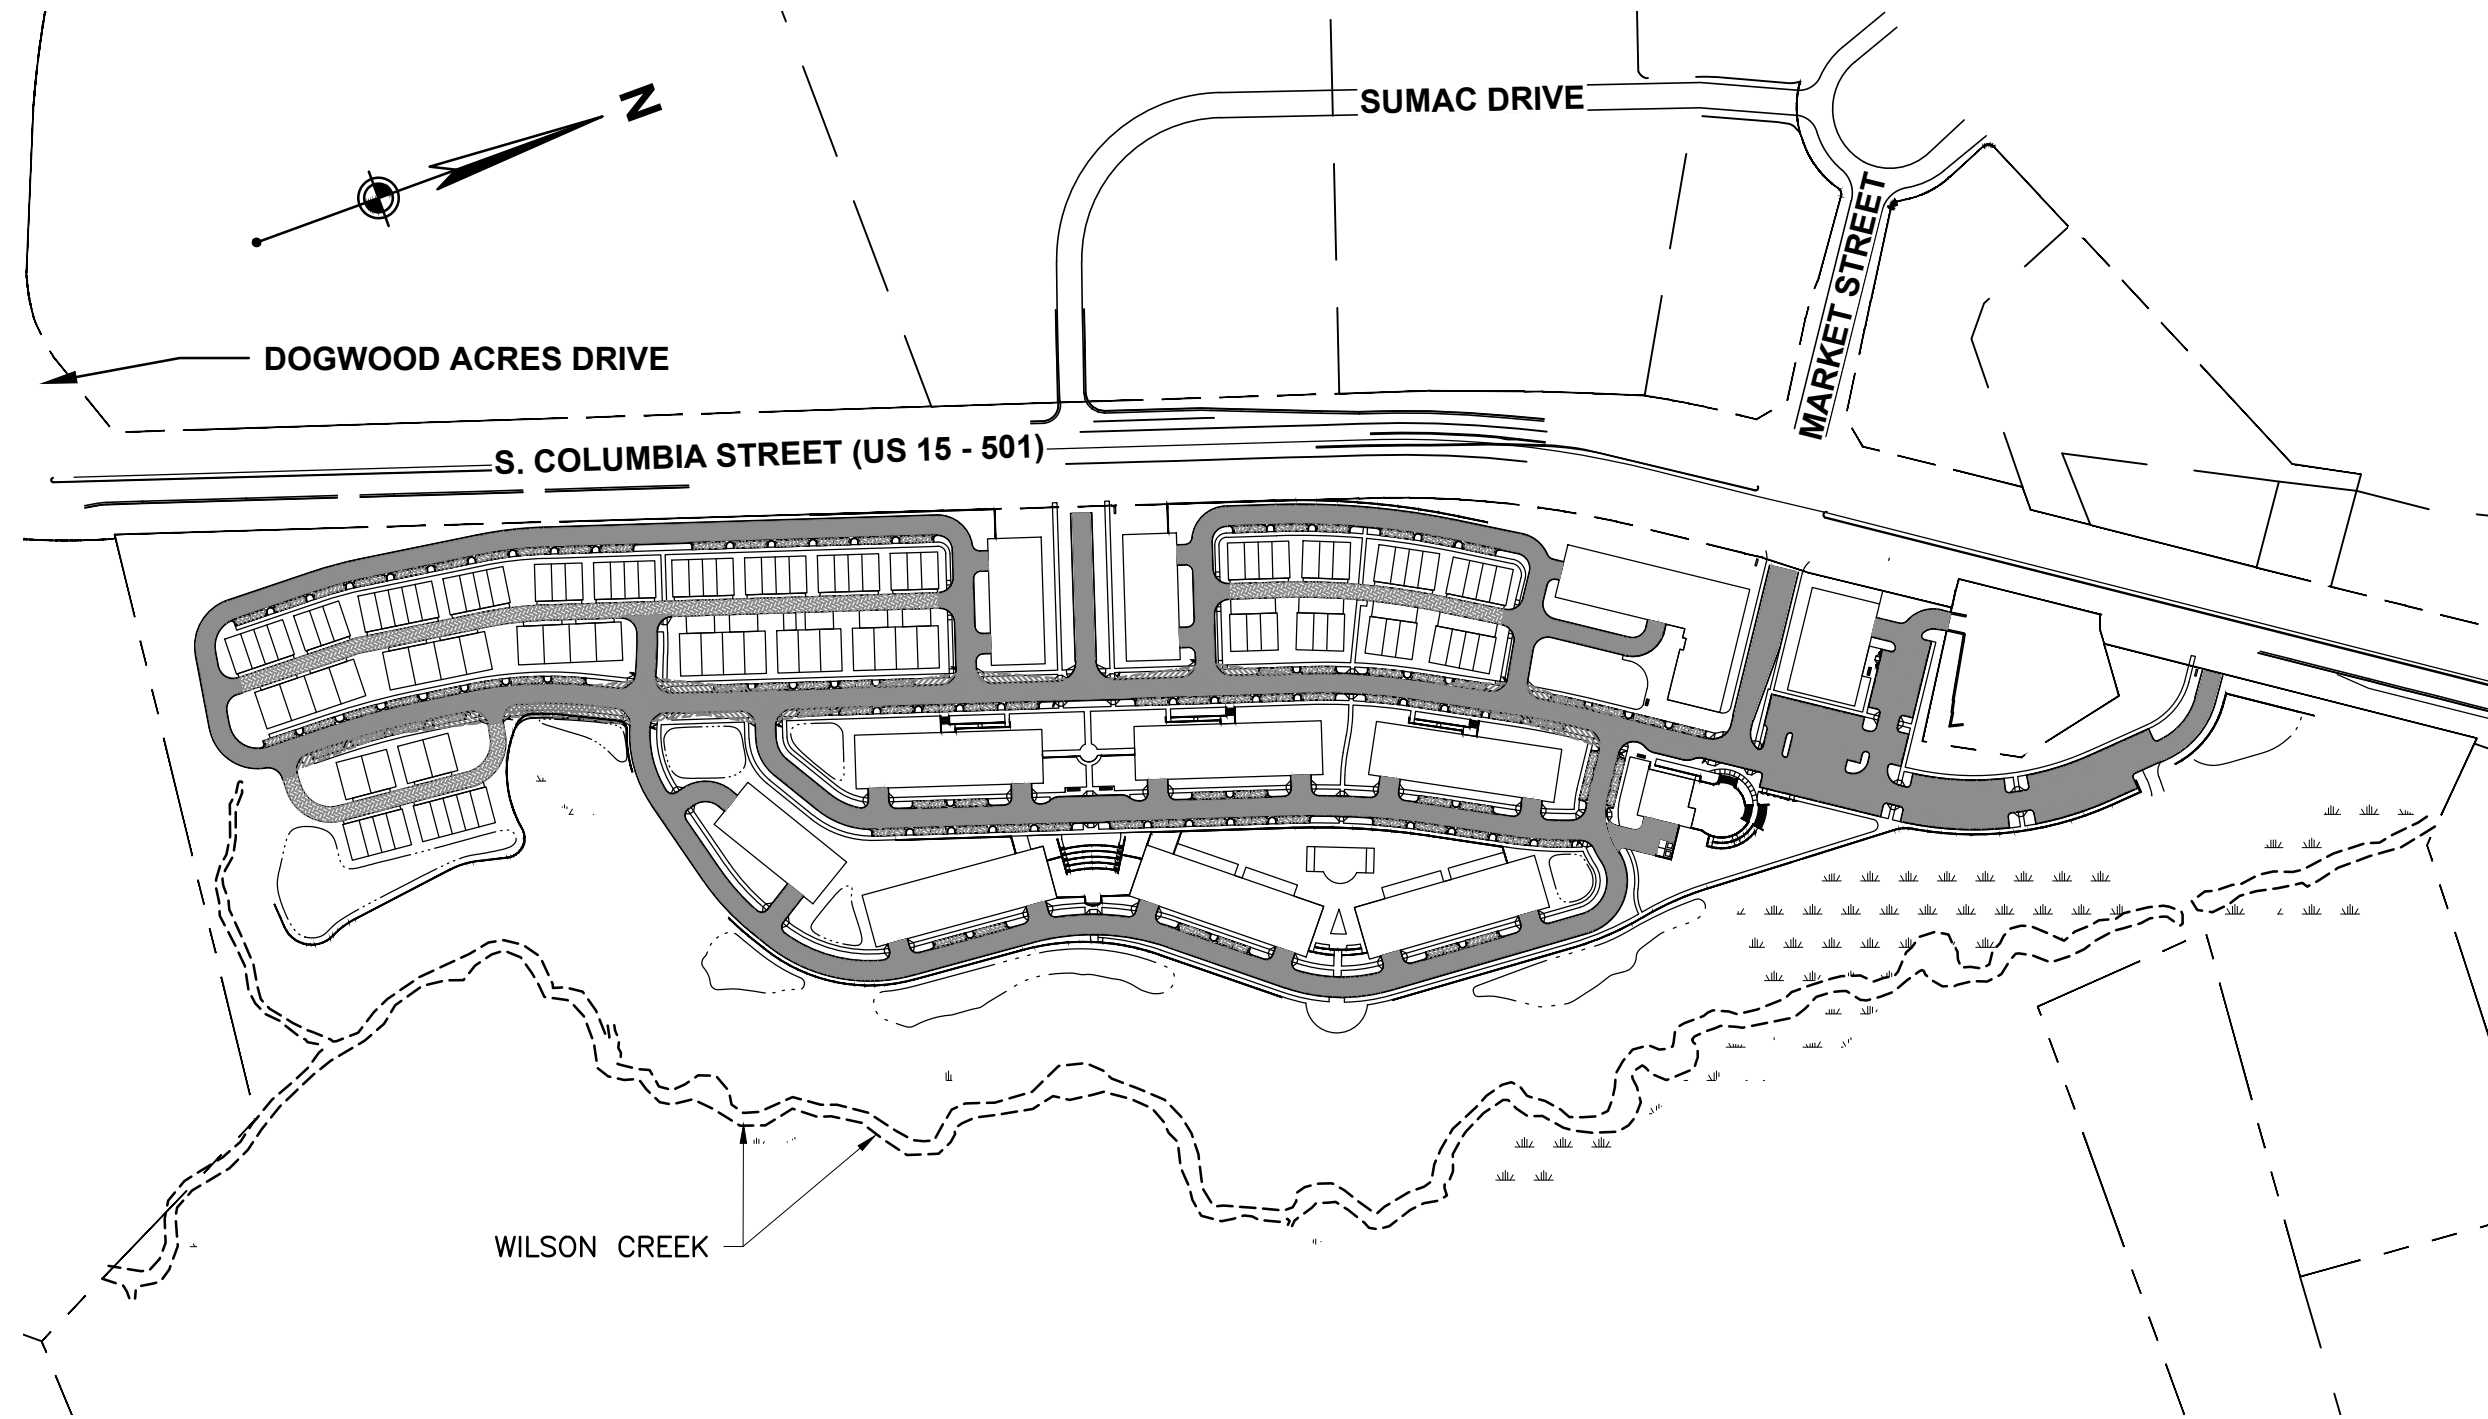 N
SUMAC DRIVE
MARKET STREET
DOGWOOD ACRES DRIVE
S. COLUMBIA STREET (US 15 - 501)
WILSON CREEK